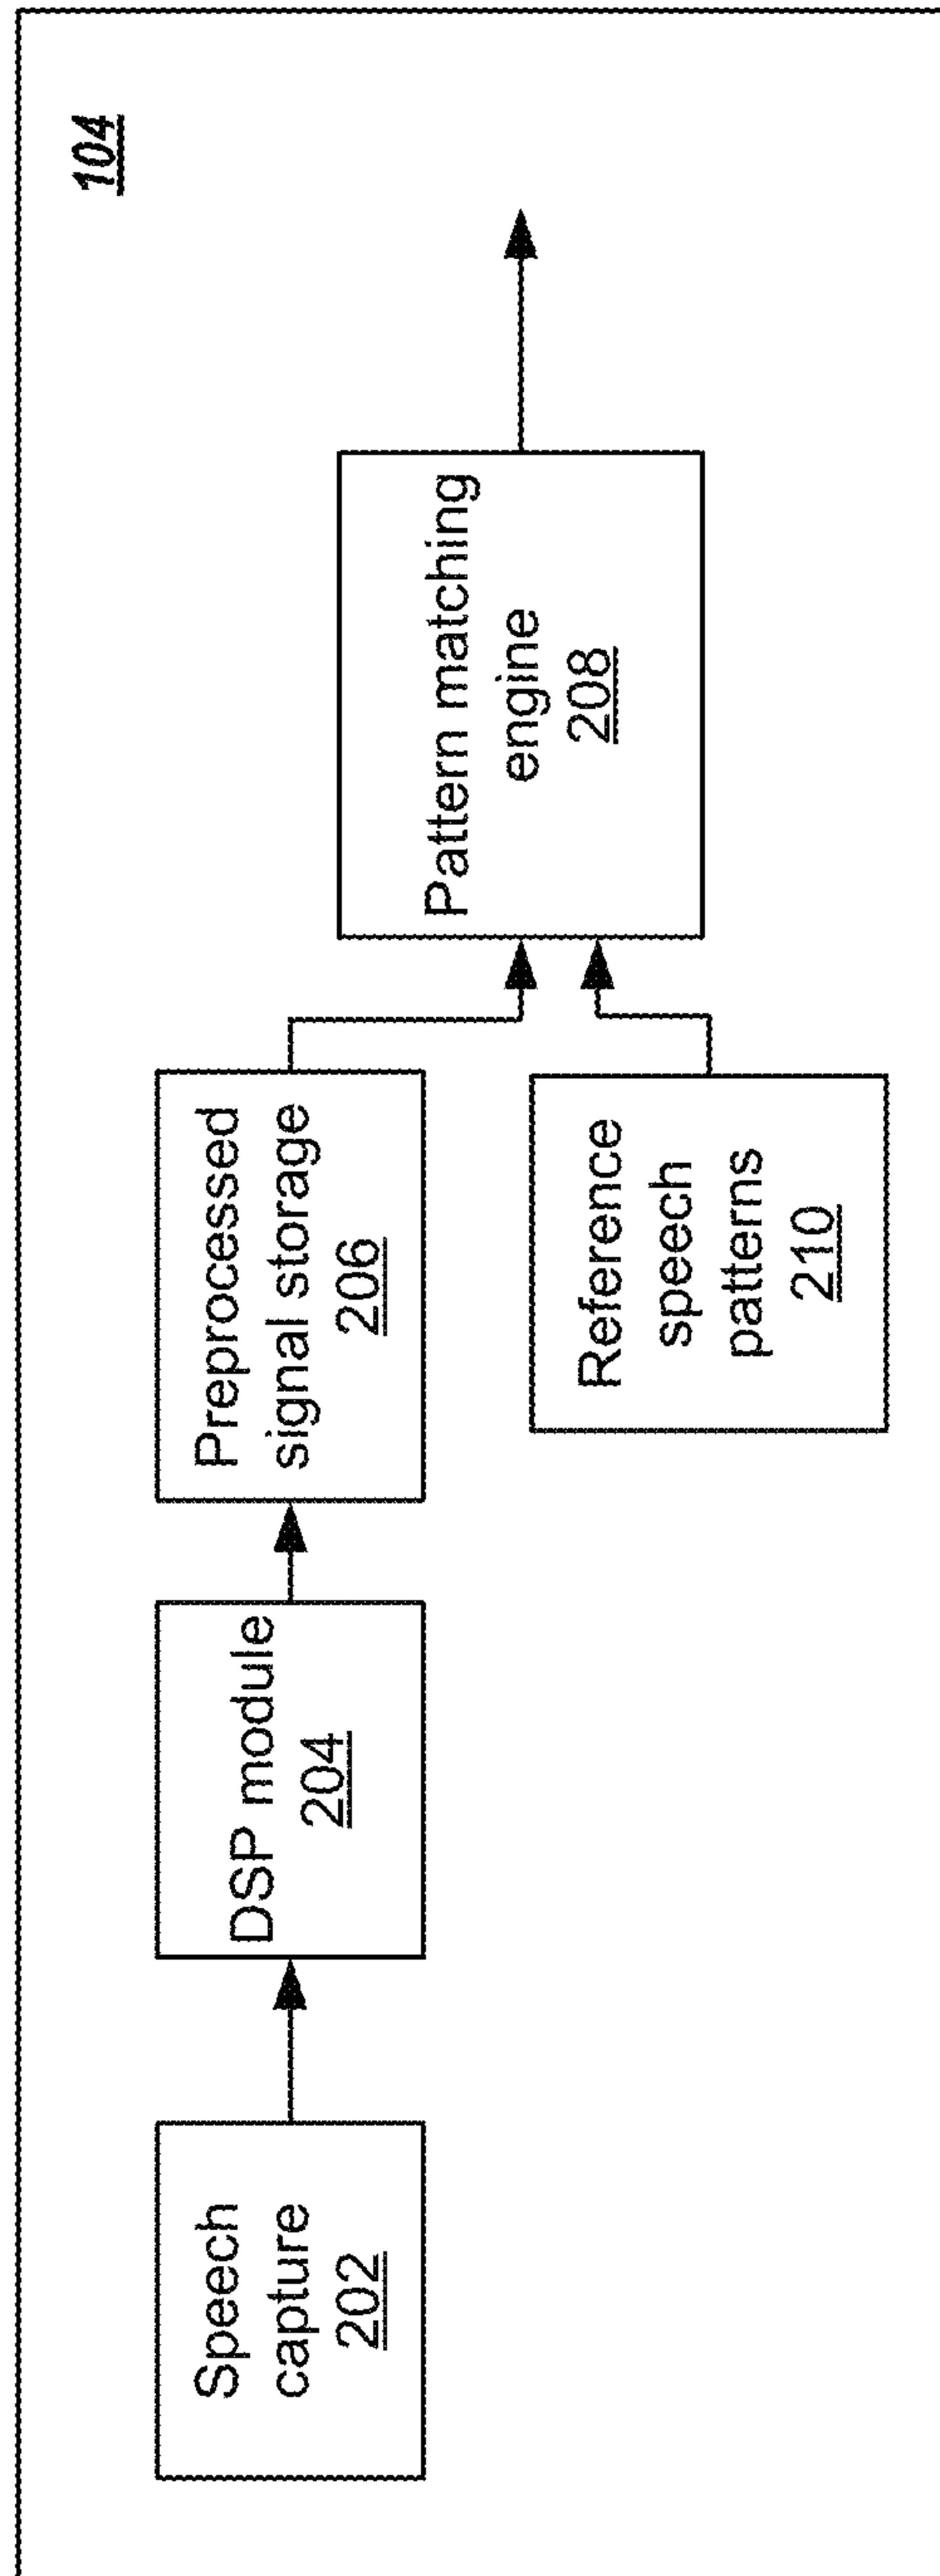 104
Speech
capture
202
DSP module
204
Preprocessed
signal storage
206
Reference
speech
patterns
210
Pattern matching
engine
208